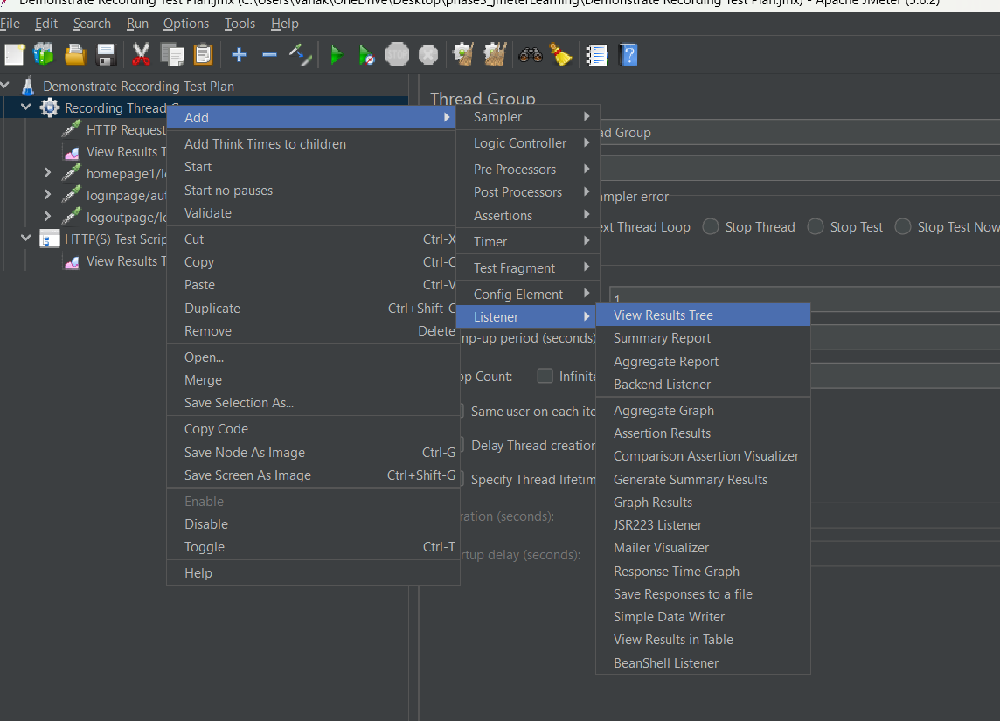 Demonstrate Recording Test Plan.jmx (C:\Users\vanak\OneDrive\Desktop\phase3_jmeterLearning\Demonstrate Recording Test Plan.jmx) - Apache JMeter (5.6.2)
File Edit Search Run Options Tools Help
STOP
Demonstrate Recording Test Plan
Recording Thread G
HTTP Request
View Results T
homepage1/l
loginpage/au
logoutpage/lo
HTTP(S) Test Scrip
View Results T
Add
Add Think Times to children
Start
Start no pauses
Validate
Cut Ctrl-X
Copy Ctrl-C
Paste Ctrl-V
Duplicate Ctrl+Shift-C
Remove Delete
Open...
Merge
Save Selection As...
Copy Code
Save Node As Image Ctrl-G
Save Screen As Image Ctrl+Shift-G
Enable
Disable
Toggle Ctrl-T
Help
Sampler
Logic Controller
Pre Processors
Post Processors
Assertions
Timer
Test Fragment
Config Element
Listener
View Results Tree
Summary Report
Aggregate Report
Backend Listener
Aggregate Graph
Assertion Results
Comparison Assertion Visualizer
Generate Summary Results
Graph Results
JSR223 Listener
Mailer Visualizer
Response Time Graph
Save Responses to a file
Simple Data Writer
View Results in Table
BeanShell Listener
Thread Group
ad Group
ampler error
ext Thread Loop Stop Thread Stop Test Stop Test Now
1
mp-up period (seconds)
op Count: Infinite
Same user on each ite
Delay Thread creation
Specify Thread lifetim
ration (seconds):
rtup delay (seconds):